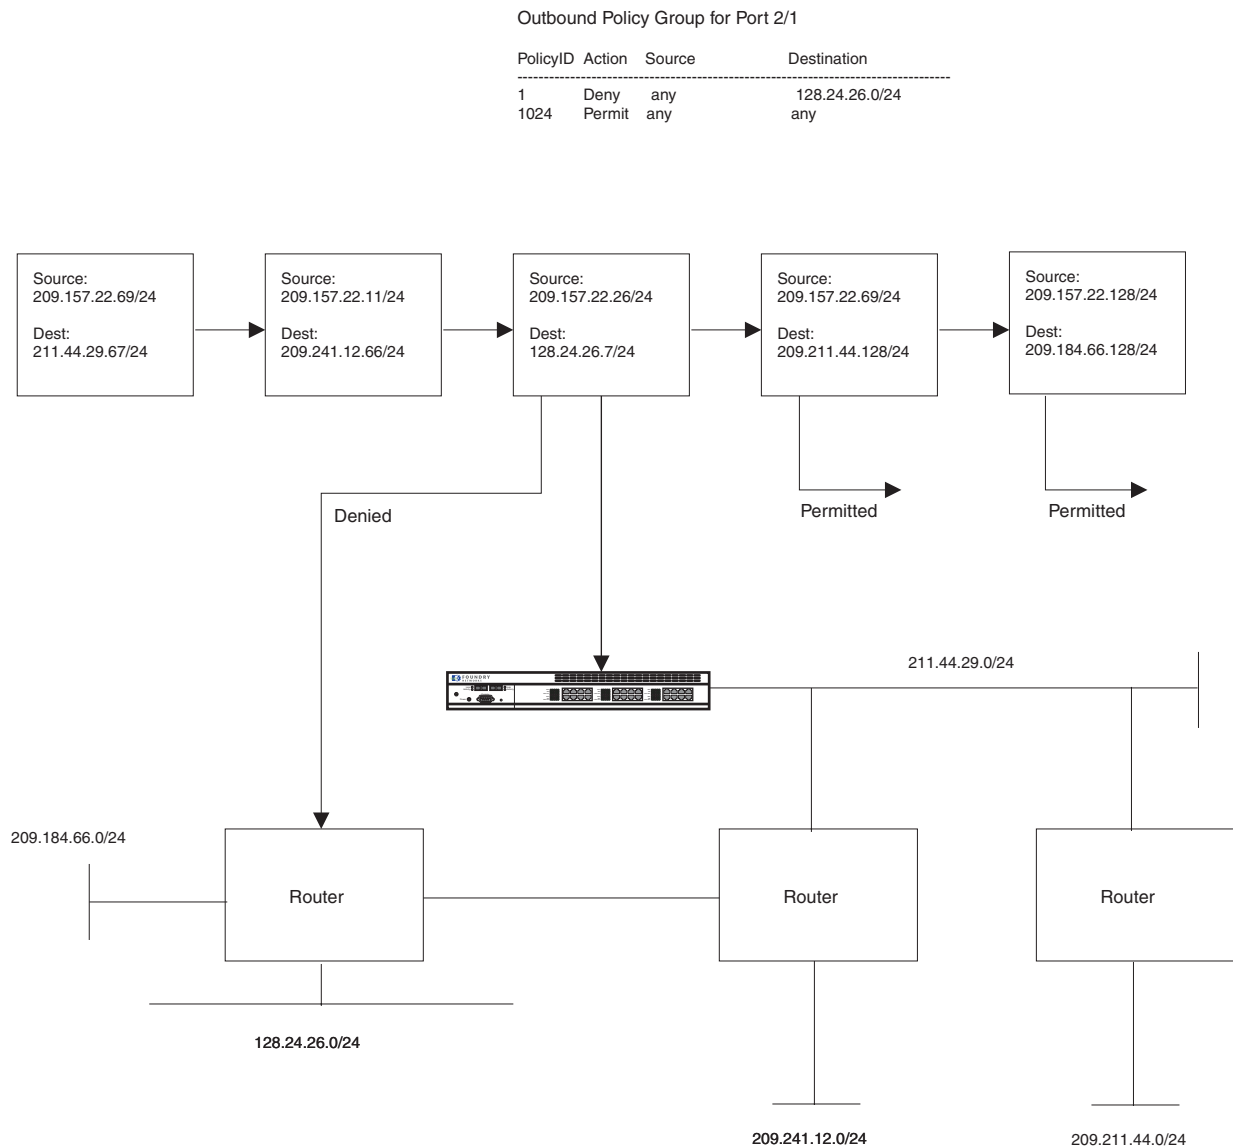 Outbound Policy Group for Port 2/1
PolicyID Action Source Destination
1 Deny any 128.24.26.0/24
1024 Permit any any
Source:
209.157.22.69/24
Dest:
211.44.29.67/24
Source:
209.157.22.11/24
Dest:
209.241.12.66/24
Source:
209.157.22.26/24
Dest:
128.24.26.7/24
Source:
209.157.22.69/24
Dest:
209.211.44.128/24
Source:
209.157.22.128/24
Dest:
209.184.66.128/24
Denied
Permitted
Permitted
FOUNDRY
NETWORKS
211.44.29.0/24
209.184.66.0/24
Router
Router
Router
128.24.26.0/24
209.241.12.0/24
209.211.44.0/24